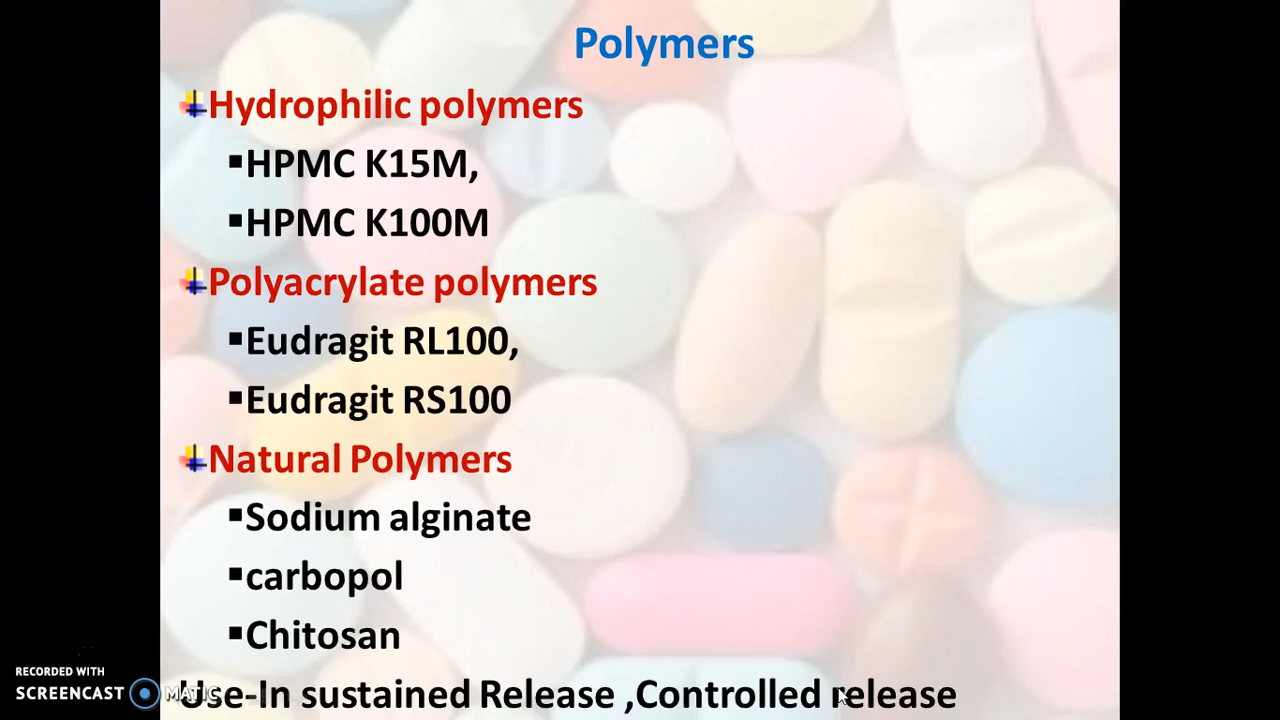 Polymers
Hydrophilic polymers
▪HPMC K15M,
▪HPMC K100M
Polyacrylate polymers
▪Eudragit RL100,
▪Eudragit RS100
Natural Polymers
▪Sodium alginate
▪carbopol
▪Chitosan
Use-In sustained Release ,Controlled release
RECORDED WITH
SCREENCAST MATIC